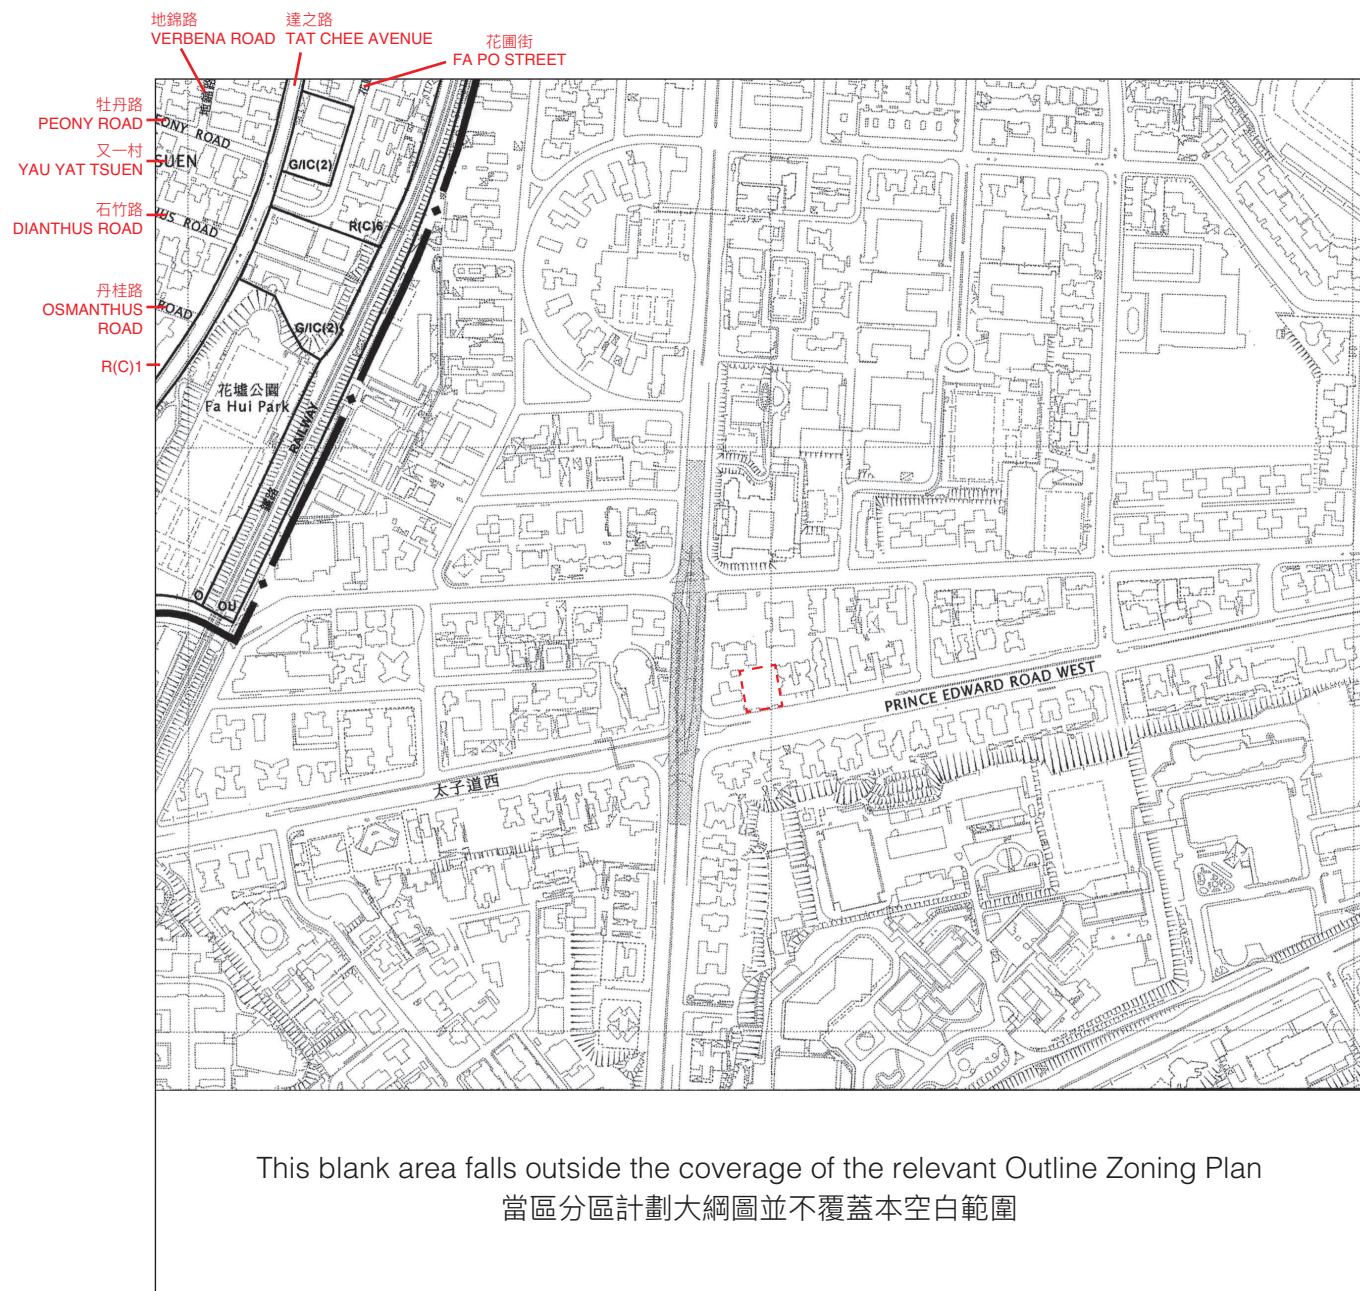 地錦路
VERBENA ROAD
達之路
TAT CHEE AVENUE
花圃街
FA PO STREET
牡丹路
PEONY ROAD
又一村
YAU YAT TSUEN
石竹路
DIANTHUS ROAD
丹桂路
OSMANTHUS
ROAD
R(C)1
ONY ROAD
SUEN
G/IC(2)
HUS ROAD
R(C)6
ROAD
G/IC(2)
花墟公園
Fa Hui Park
RAILWAY
鐵路
O
OU
PRINCE EDWARD ROAD WEST
太子道西
This blank area falls outside the coverage of the relevant Outline Zoning Plan
當區分區計劃大綱圖並不覆蓋本空白範圍